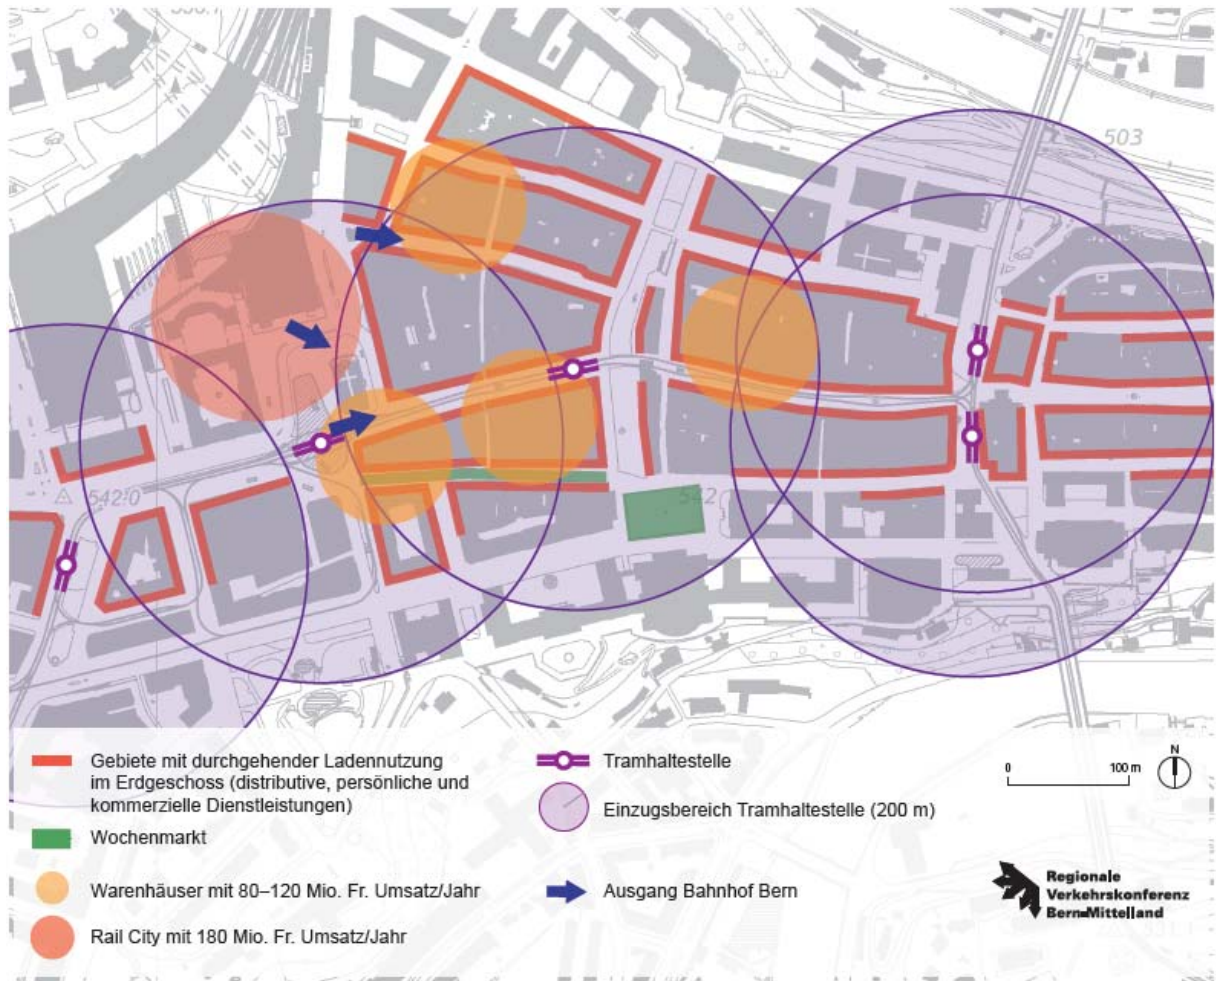 503
542.0
542
Gebiete mit durchgehender Ladennutzung
im Erdgeschoss (distributive, persönliche und
kommerzielle Dienstleistungen)
Wochenmarkt
Warenhäuser mit 80–120 Mio. Fr. Umsatz/Jahr
Rail City mit 180 Mio. Fr. Umsatz/Jahr
Tramhaltestelle
Einzugsbereich Tramhaltestelle (200 m)
Ausgang Bahnhof Bern
0 100 m
N
Regionale
Verkehrskonferenz
Bern-Mittelland